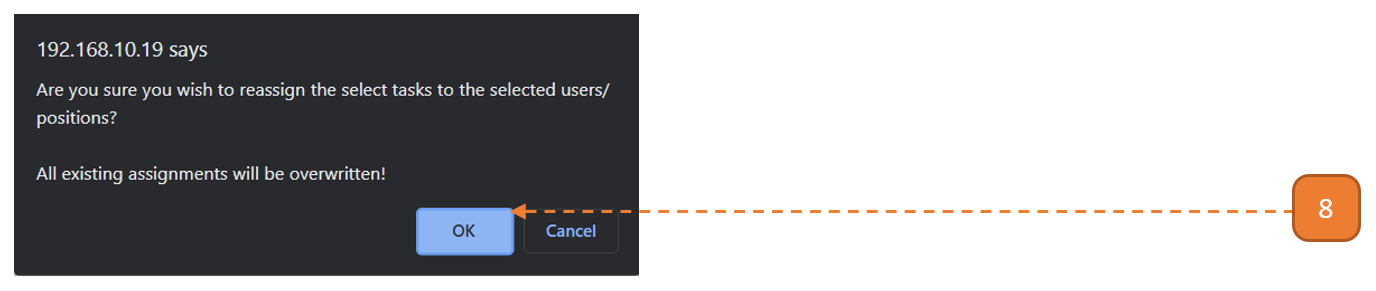 192.168.10.19 says
Are you sure you wish to reassign the select tasks to the selected users/
positions?
All existing assignments will be overwritten!
OK Cancel
8